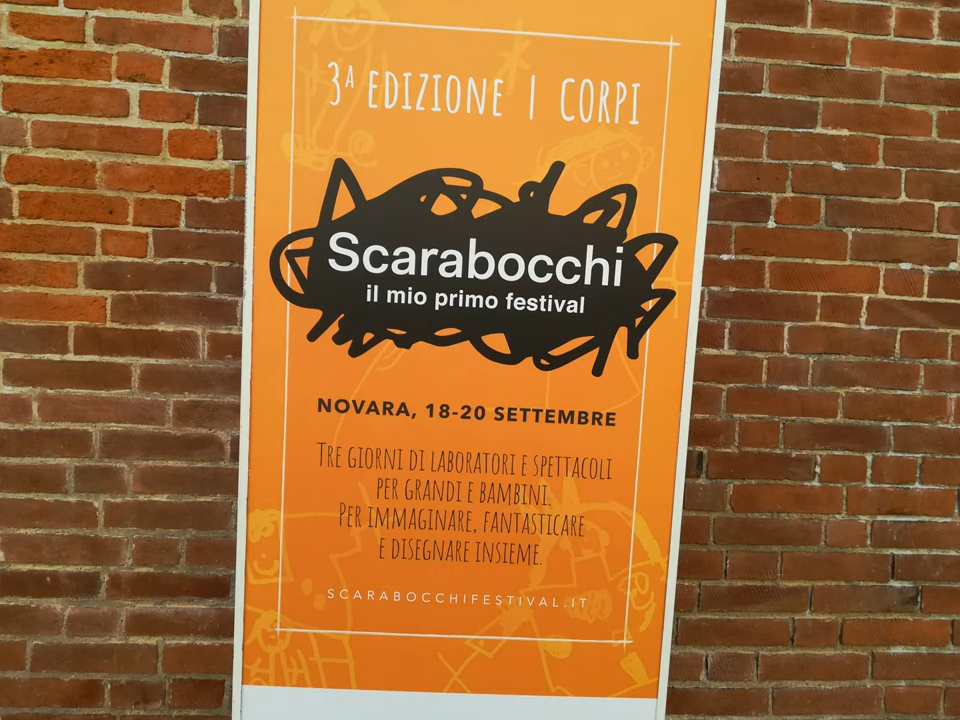 3ᴬ EDIZIONE | CORPI
Scarabocchi
il mio primo festival
NOVARA, 18-20 SETTEMBRE
TRE GIORNI DI LABORATORI E SPETTACOLI
PER GRANDI E BAMBINI.
PER IMMAGINARE, FANTASTICARE
E DISEGNARE INSIEME.
SCARABOCCHIFESTIVAL.IT